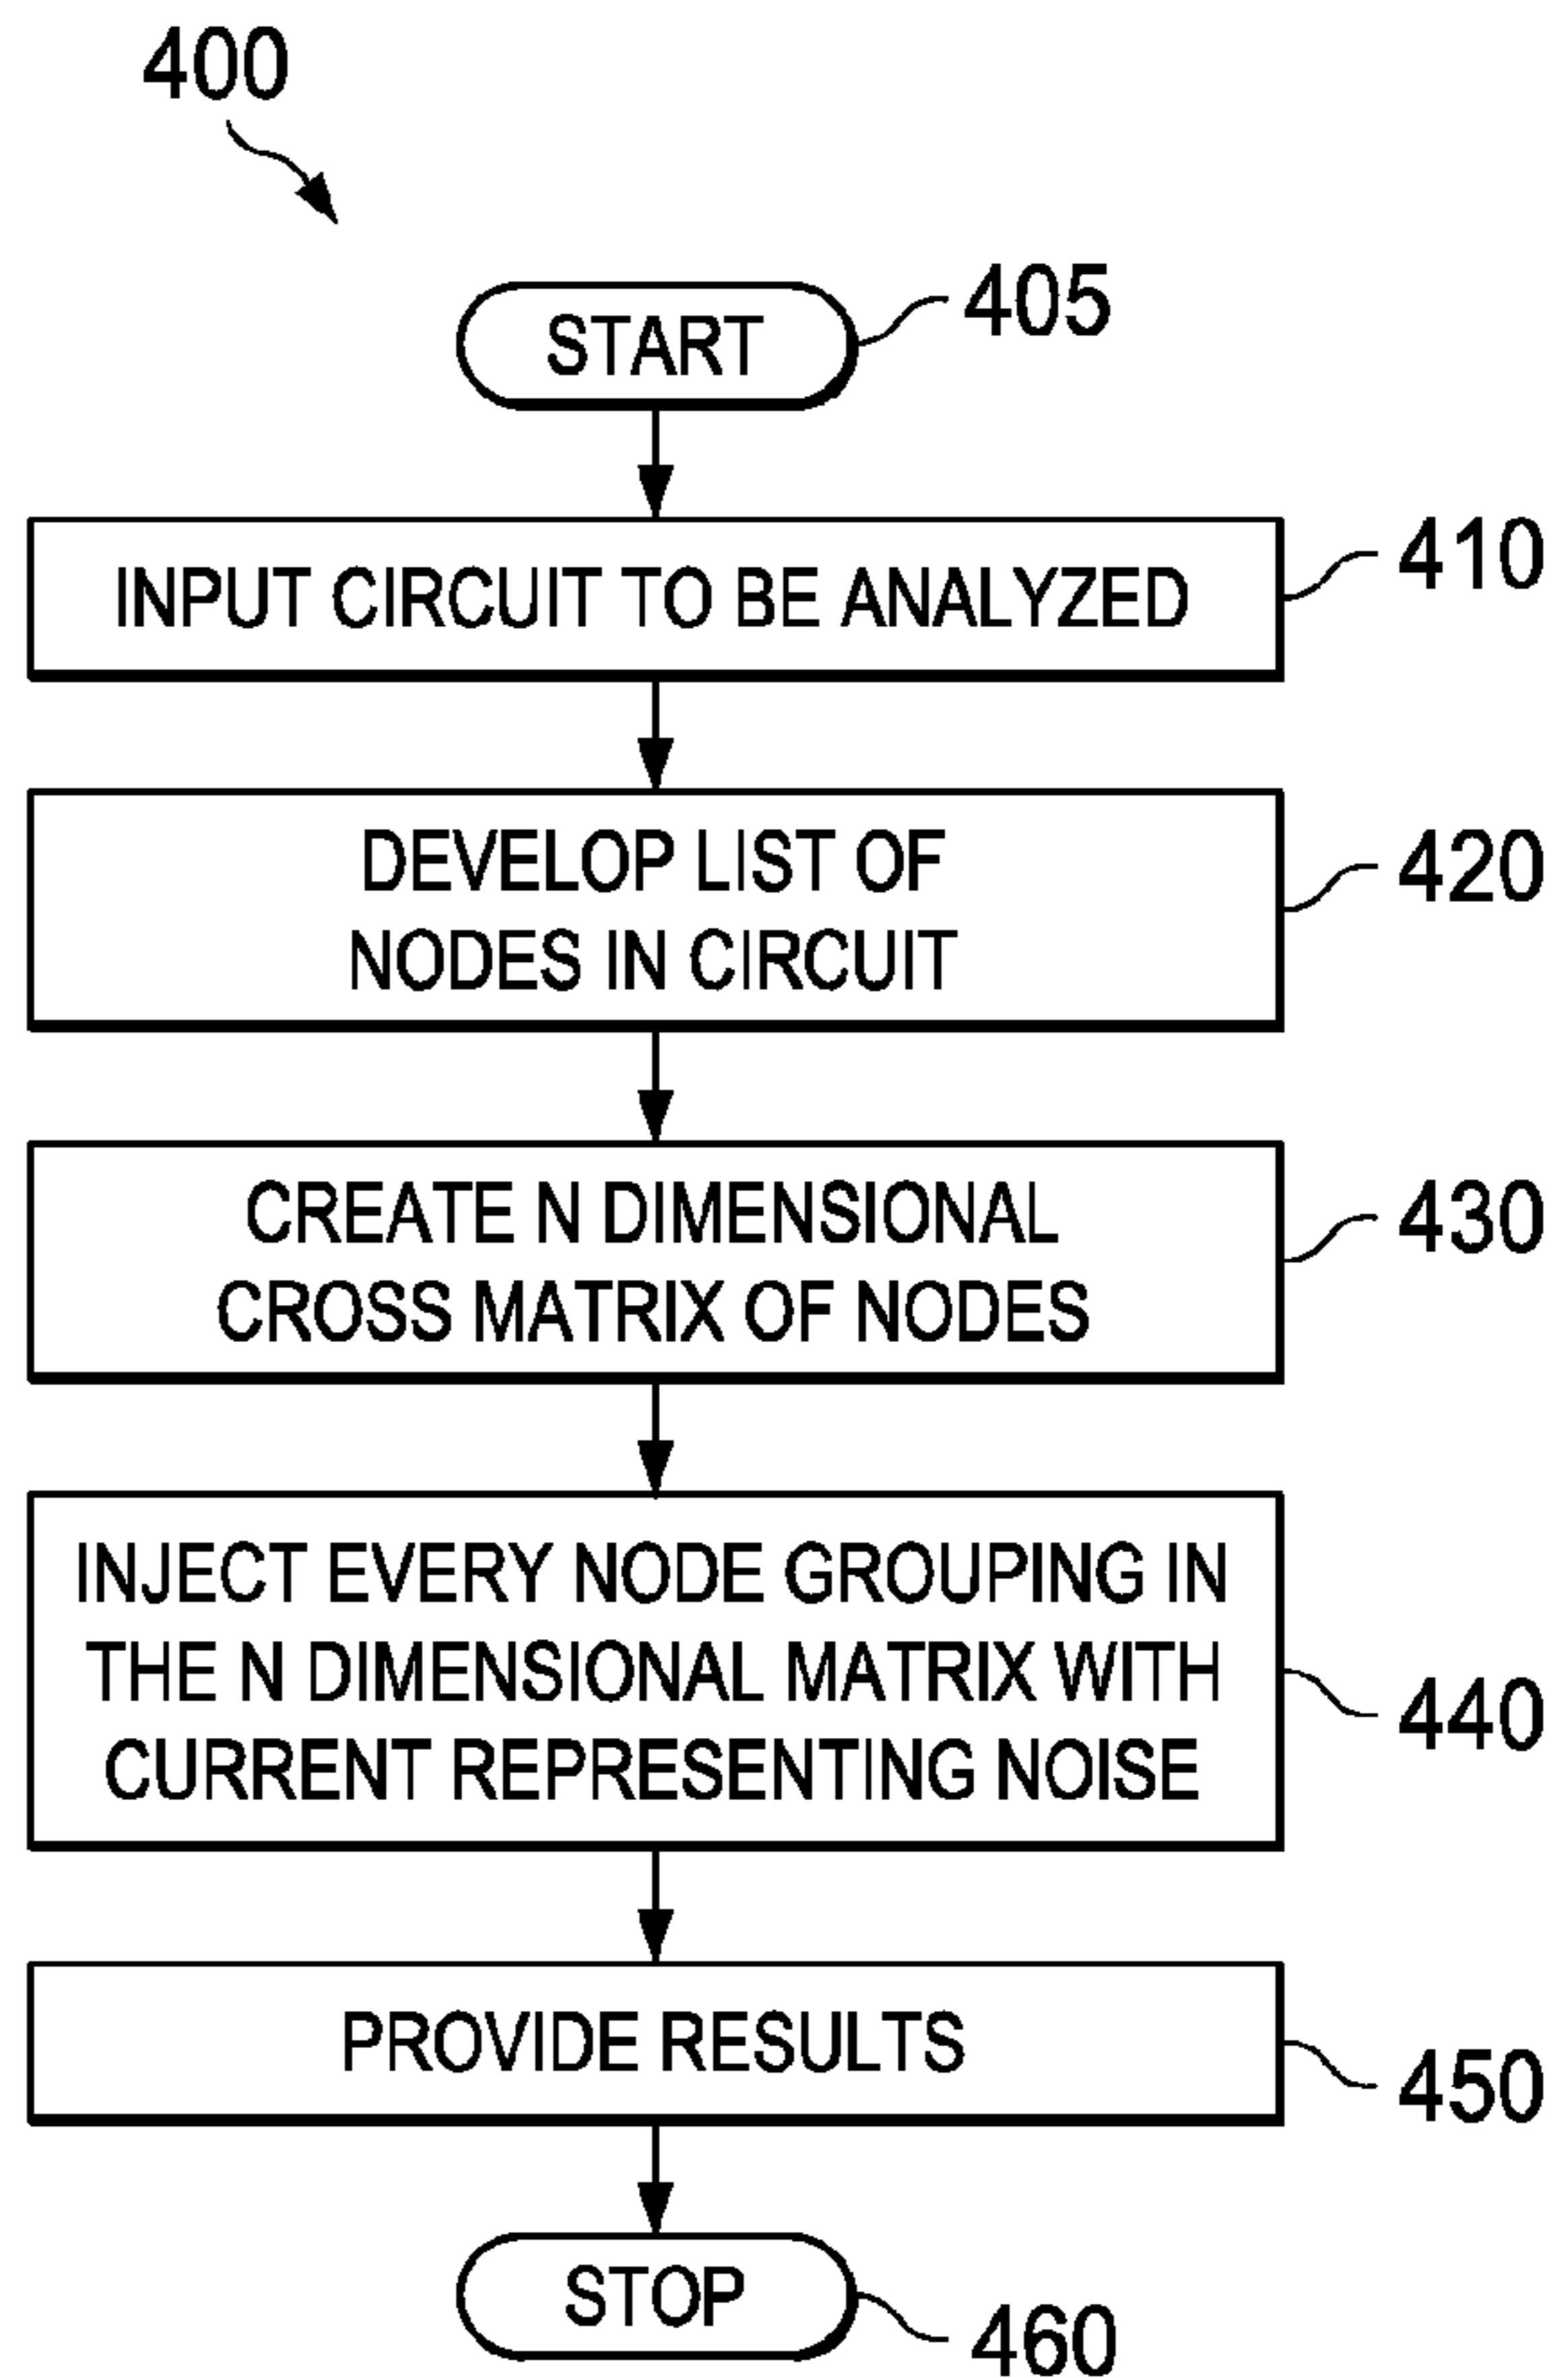 400
START
405
INPUT CIRCUIT TO BE ANALYZED
410
DEVELOP LIST OF
NODES IN CIRCUIT
420
CREATE N DIMENSIONAL
CROSS MATRIX OF NODES
430
INJECT EVERY NODE GROUPING IN
THE N DIMENSIONAL MATRIX WITH
CURRENT REPRESENTING NOISE
440
PROVIDE RESULTS
450
STOP
460